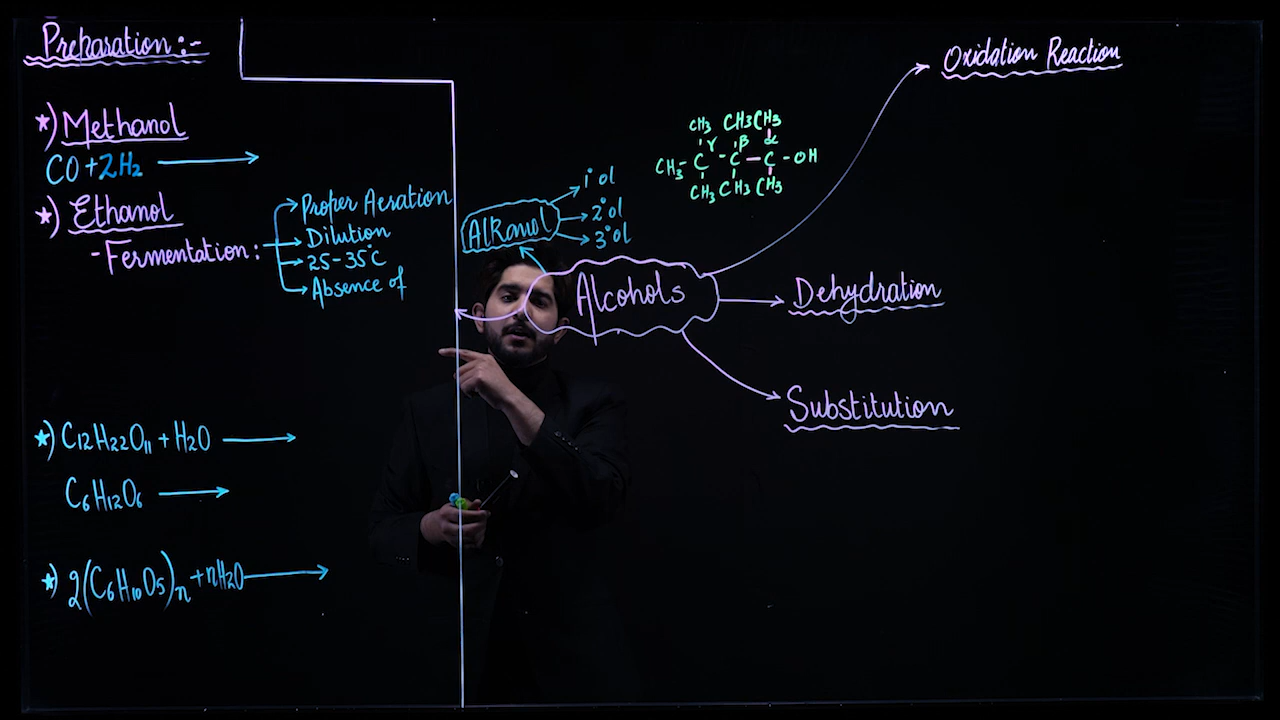 Preparation :-
*) Methanol
CO + 2H2 →
*) Ethanol
- Fermentation :
Proper Aeration
Dilution
25-35°C
Absence of
*) C12H22O11 + H2O →
C6H12O6 →
*) 2(C6H10O5)n + nH2O →
Alkanol
1° ol
2° ol
3° ol
CH3 CH3 CH3
γ β α
CH3 - C - C - C - OH
CH3 CH3 CH3
Alcohols
Oxidation Reaction
Dehydration
Substitution